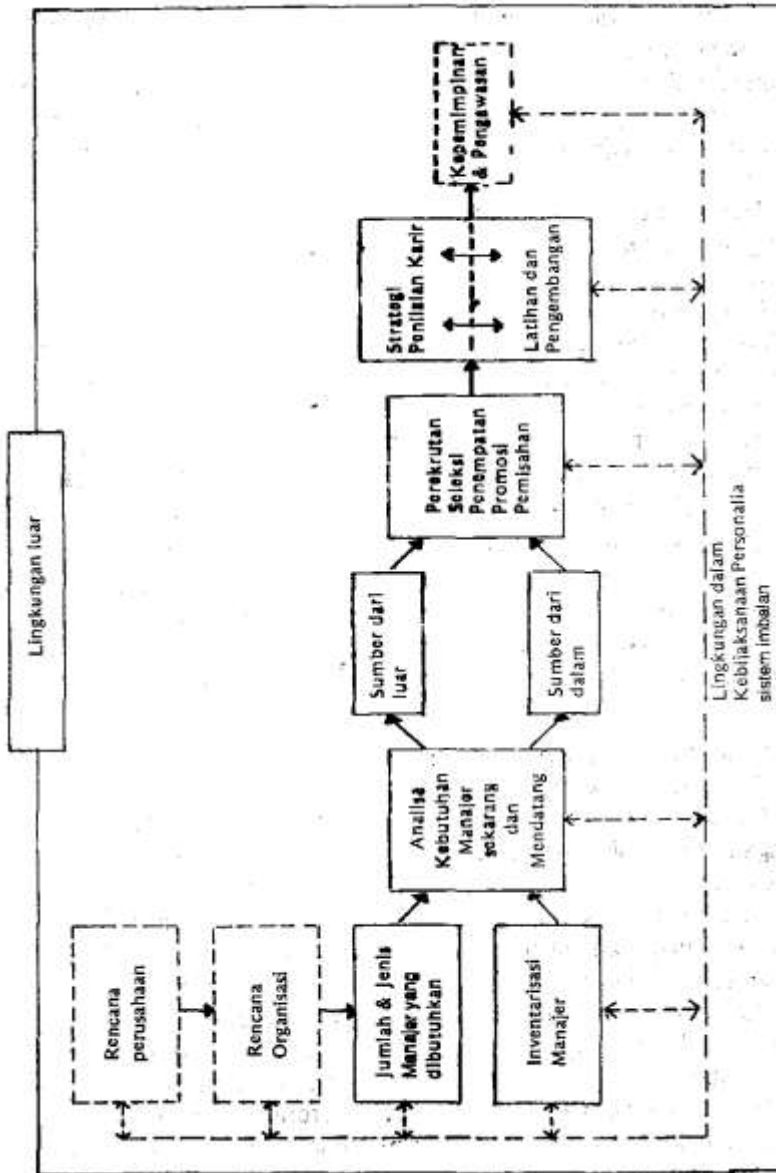 Lingkungan luar
Rencana
perusahaan
Rencana
Organisasi
Jumlah & Jenis
Manajer yang
dibutuhkan
Inventarisasi
Manajer
Analisa
Kebutuhan
Manajer
sekarang
dan
Mendatang
Sumber dari
luar
Sumber dari
dalam
Perekrutan
Seleksi
Penempatan
Promosi
Pemisahan
Strategi
Penilaian Karir
Latihan dan
Pengembangan
Kepemimpinan
& Pengawasan
Lingkungan dalam
Kebijaksanaan Personalia
sistem imbalan